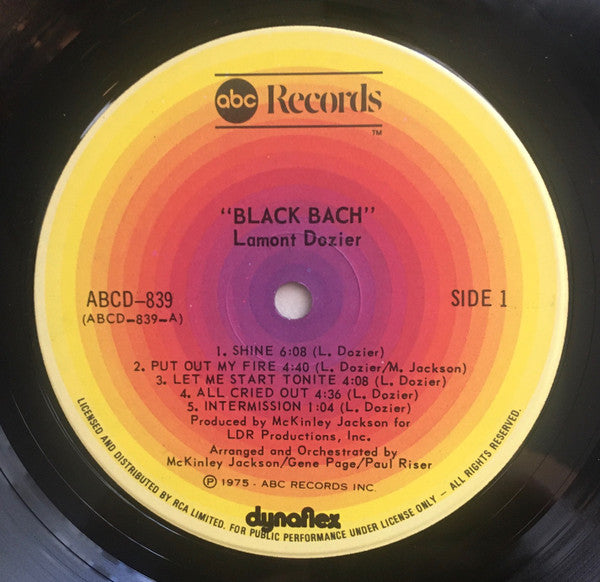 abc Records
TM
"BLACK BACH"
Lamont Dozier
ABCD-839
(ABCD-839-A)
SIDE 1
1. SHINE 6:08 (L. Dozier)
2. PUT OUT MY FIRE 4:40 (L. Dozier/M. Jackson)
3. LET ME START TONITE 4:08 (L. Dozier)
4. ALL CRIED OUT 4:36 (L. Dozier)
5. INTERMISSION 1:04 (L. Dozier)
Produced by McKinley Jackson for
LDR Productions, Inc.
Arranged and Orchestrated by
McKinley Jackson/Gene Page/Paul Riser
℗ 1975 - ABC RECORDS INC.
dynaflex
LICENSED AND DISTRIBUTED BY RCA LIMITED. FOR PUBLIC PERFORMANCE UNDER LICENSE ONLY - ALL RIGHTS RESERVED.